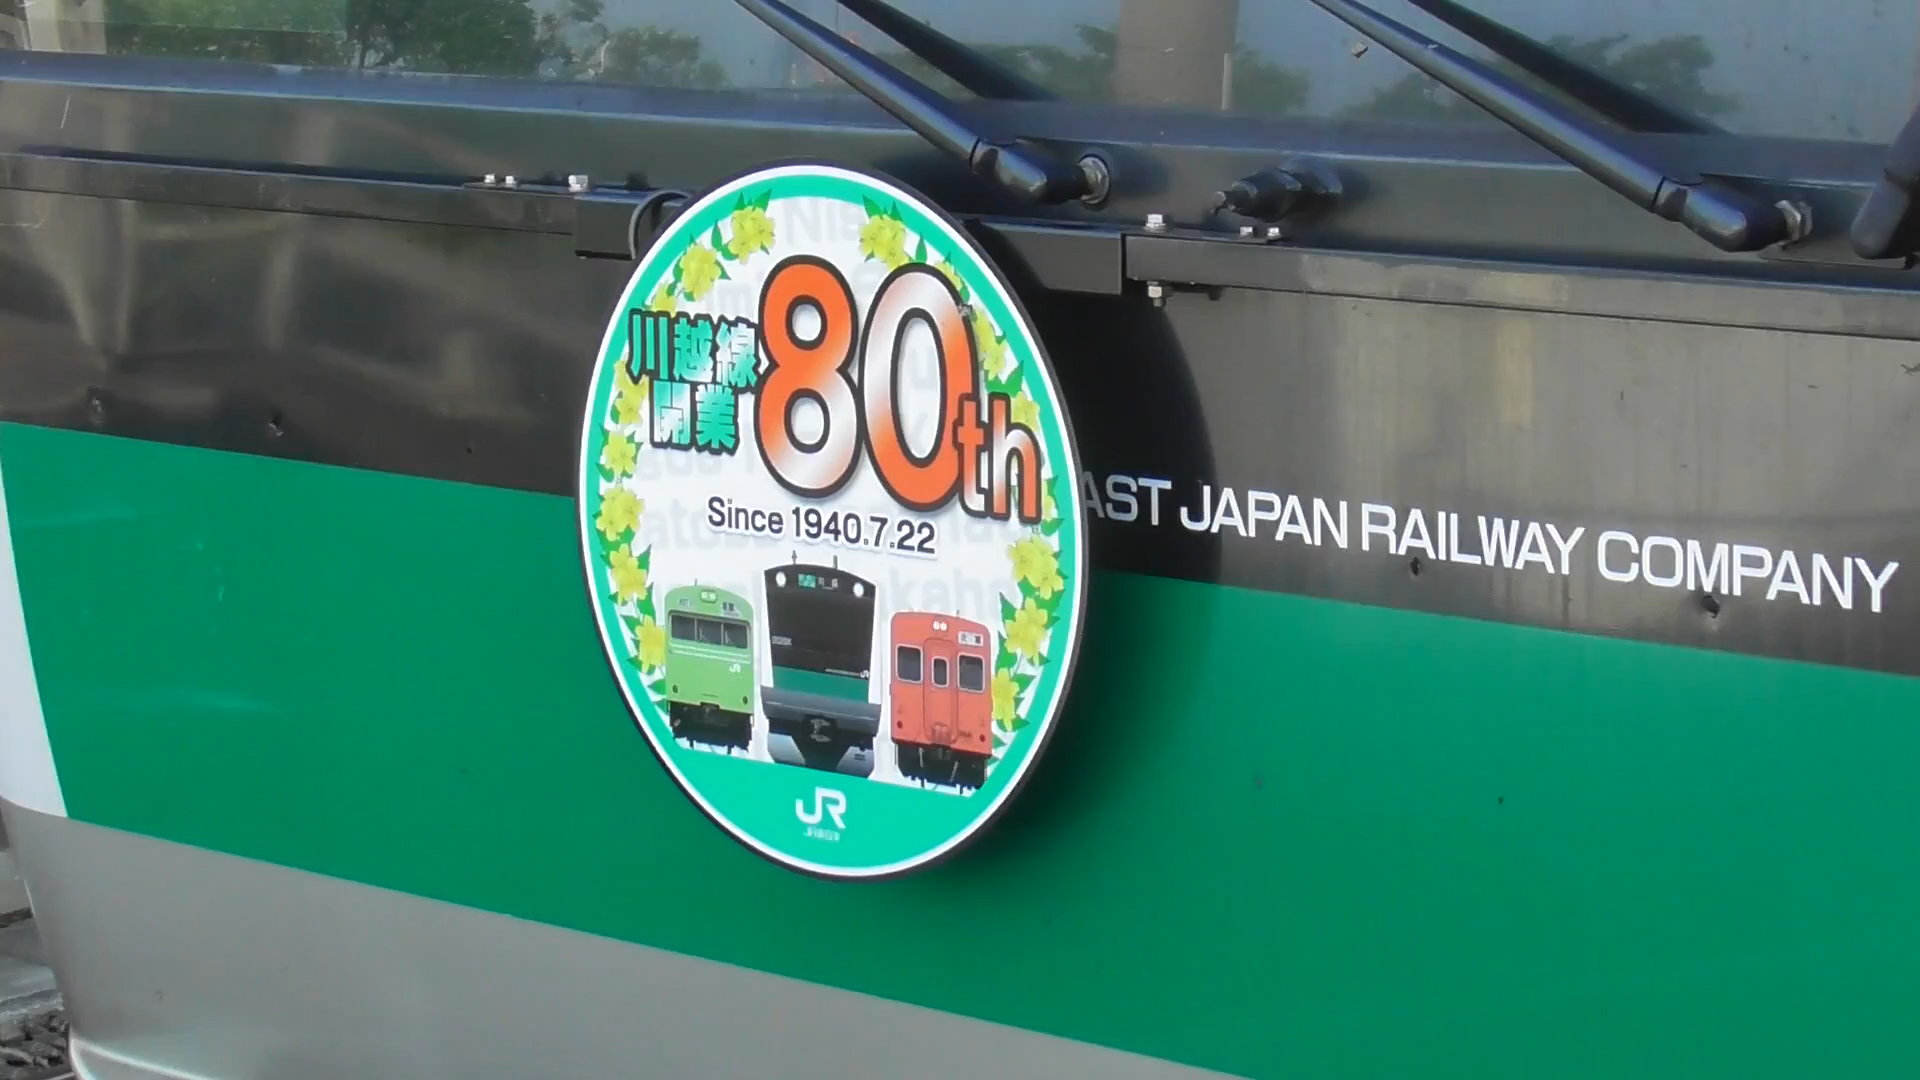 川越線
開業
80th
Since 1940.7.22
JR
AST JAPAN RAILWAY COMPANY